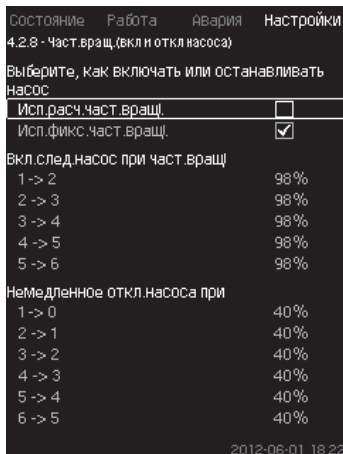 Состояние Работа Авария Настройки
4.2.8 - Част.вращ.(вкл и откл насоса)
Выберите, как включать или останавливать
насос
Исп.расч.част.вращ.
Исп.фикс.част.вращ.
Вкл.след.насос при част.вращ
1 -> 2 98%
2 -> 3 98%
3 -> 4 98%
4 -> 5 98%
5 -> 6 98%
Немедленное откл.насоса при
1 -> 0 40%
2 -> 1 40%
3 -> 2 40%
4 -> 3 40%
5 -> 4 40%
6 -> 5 40%
2012-06-01 18:22